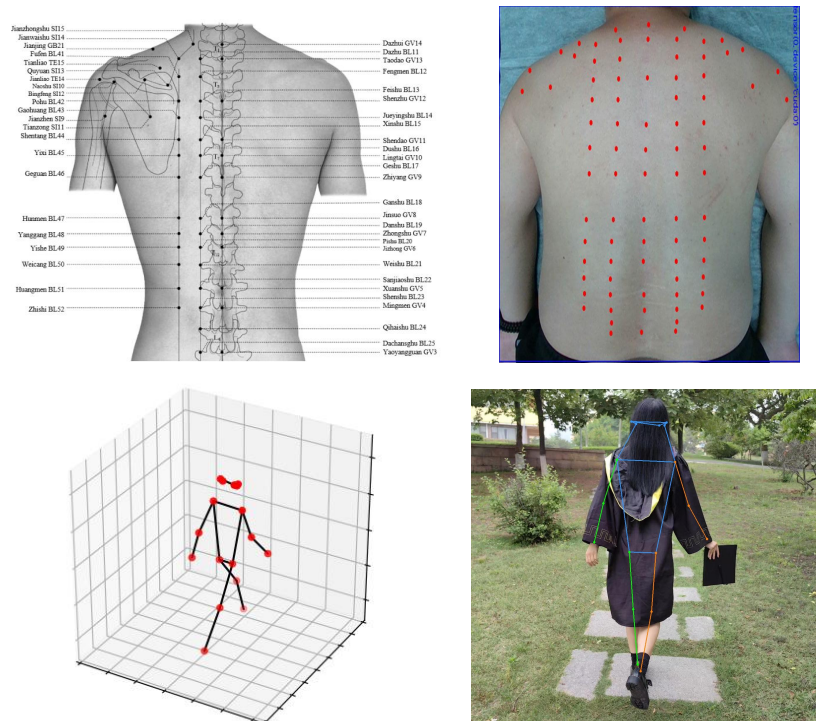 Jianzhongshu SI15
Jianwaishu SI14
Jianjing GB21
Fufen BL41
Tianliao TE15
Quyuan SI13
Jianliao TE14
Naoshu SI10
Bingfeng SI12
Pohu BL42
Gaohuang BL43
Jianzhen SI9
Tianzong SI11
Shentang BL44
Yixi BL45
Geguan BL46
Hunmen BL47
Yanggang BL48
Yishe BL49
Weicang BL50
Huangmen BL51
Zhishi BL52
Dazhui GV14
Dazhu BL11
Taodao GV13
Fengmen BL12
Feishu BL13
Shenzhu GV12
Jueyingshu BL14
Xinshu BL15
Shendao GV11
Dushu BL16
Lingtai GV10
Geshu BL17
Zhiyang GV9
Ganshu BL18
Jinsuo GV8
Danshu BL19
Zhongshu GV7
Pishu BL20
Jizhong GV6
Weishu BL21
Sanjiaoshu BL22
Xuanshu GV5
Shenshu BL23
Mingmen GV4
Qihaishu BL24
Dachangshu BL25
Yaoyangguan GV3